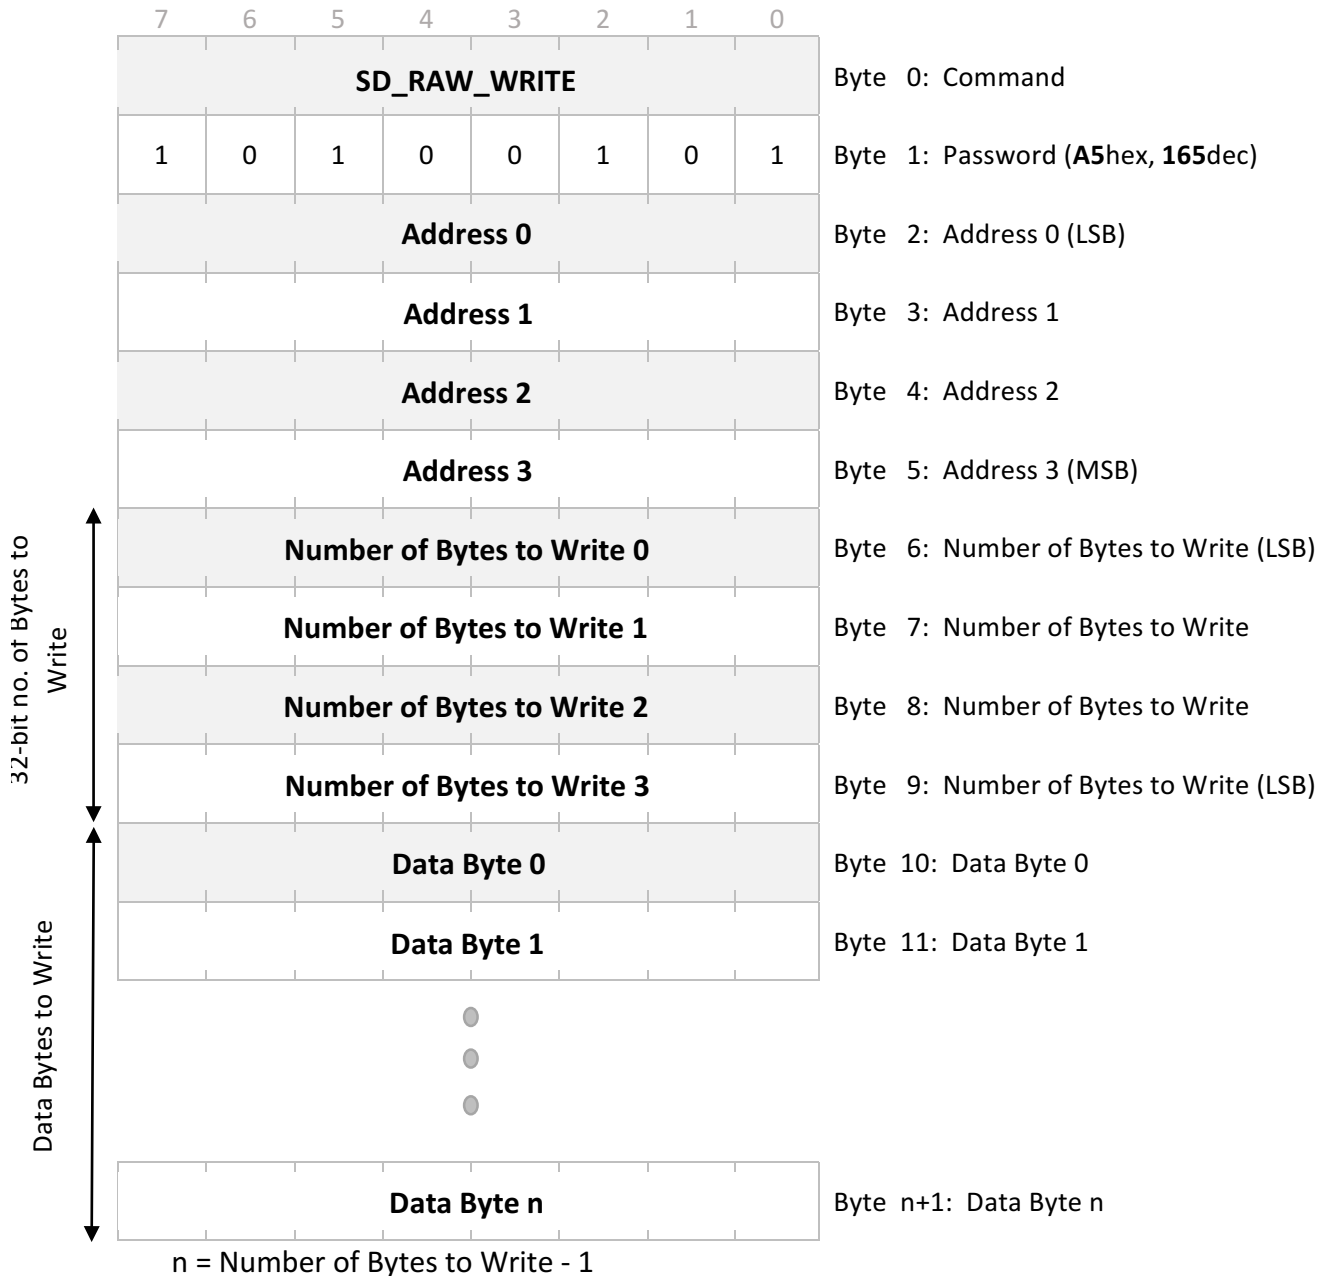 7 6 5 4 3 2 1 0
SD_RAW_WRITE Byte 0: Command
1 0 1 0 0 1 0 1 Byte 1: Password (A5hex, 165dec)
Address 0 Byte 2: Address 0 (LSB)
Address 1 Byte 3: Address 1
Address 2 Byte 4: Address 2
Address 3 Byte 5: Address 3 (MSB)
32-bit no. of Bytes to
Write
Number of Bytes to Write 0 Byte 6: Number of Bytes to Write (LSB)
Number of Bytes to Write 1 Byte 7: Number of Bytes to Write
Number of Bytes to Write 2 Byte 8: Number of Bytes to Write
Number of Bytes to Write 3 Byte 9: Number of Bytes to Write (LSB)
Data Bytes to Write
Data Byte 0 Byte 10: Data Byte 0
Data Byte 1 Byte 11: Data Byte 1
Data Byte n Byte n+1: Data Byte n
n = Number of Bytes to Write - 1